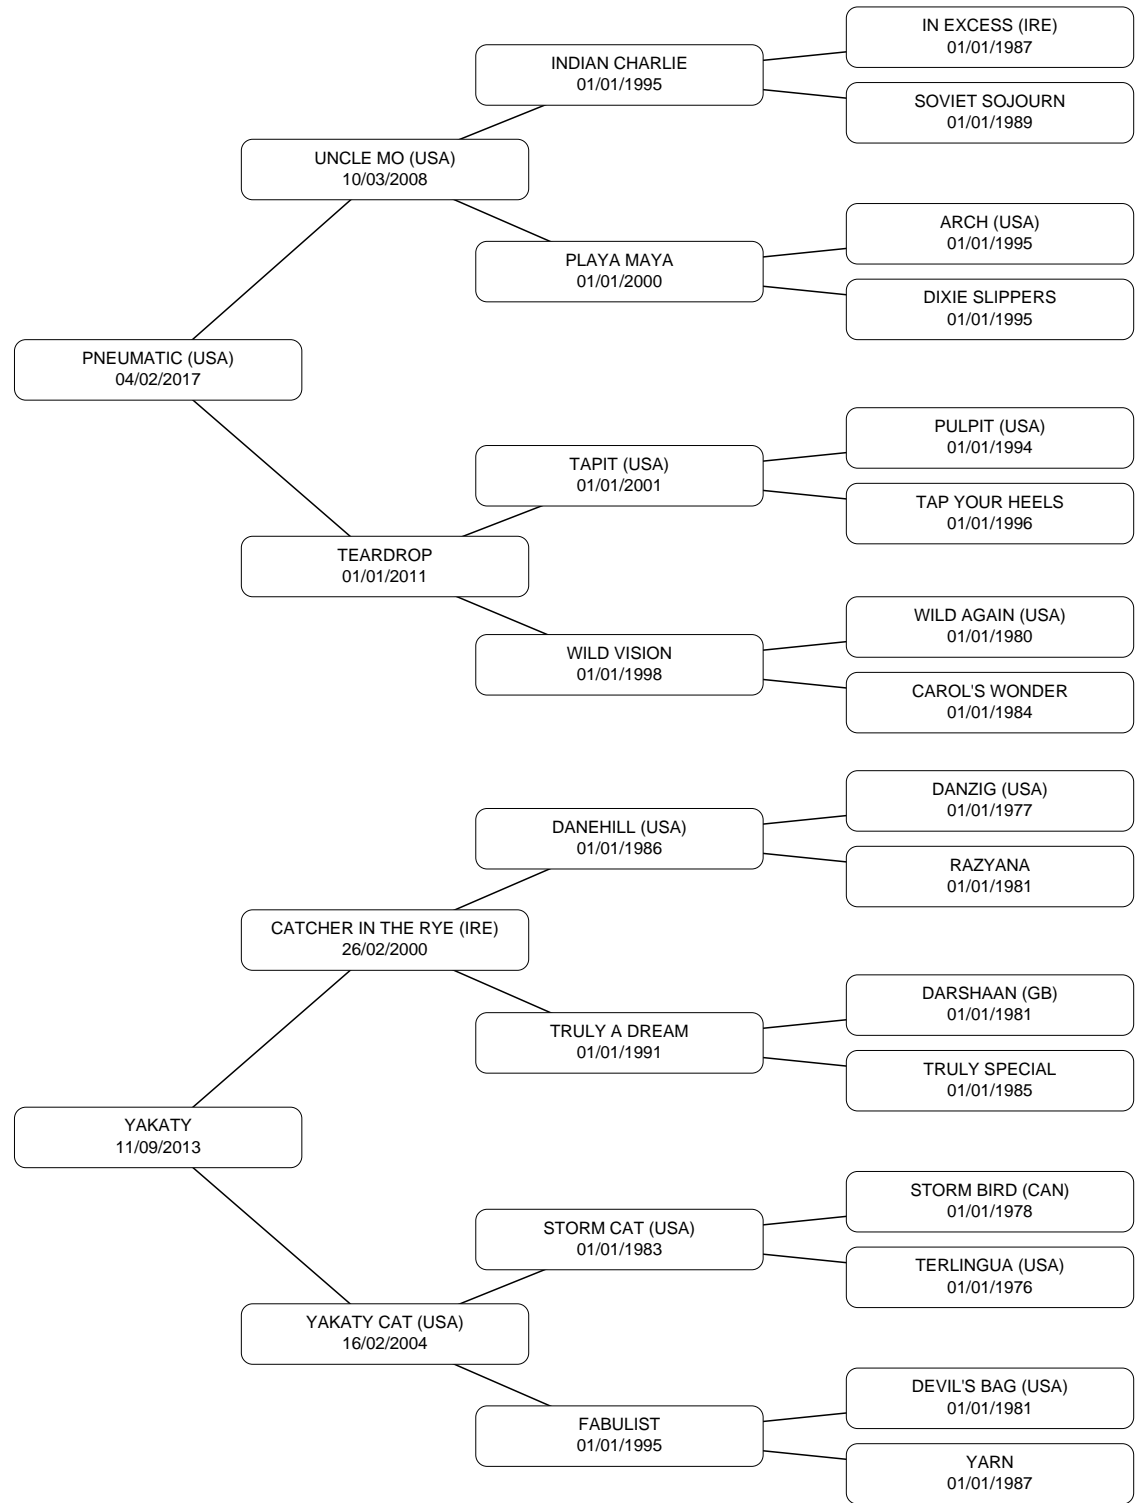 IN EXCESS (IRE)
01/01/1987
INDIAN CHARLIE
01/01/1995
SOVIET SOJOURN
01/01/1989
UNCLE MO (USA)
10/03/2008
ARCH (USA)
01/01/1995
PLAYA MAYA
01/01/2000
DIXIE SLIPPERS
01/01/1995
PNEUMATIC (USA)
04/02/2017
PULPIT (USA)
01/01/1994
TAPIT (USA)
01/01/2001
TAP YOUR HEELS
01/01/1996
TEARDROP
01/01/2011
WILD AGAIN (USA)
01/01/1980
WILD VISION
01/01/1998
CAROL'S WONDER
01/01/1984
DANZIG (USA)
01/01/1977
DANEHILL (USA)
01/01/1986
RAZYANA
01/01/1981
CATCHER IN THE RYE (IRE)
26/02/2000
DARSHAAN (GB)
01/01/1981
TRULY A DREAM
01/01/1991
TRULY SPECIAL
01/01/1985
YAKATY
11/09/2013
STORM BIRD (CAN)
01/01/1978
STORM CAT (USA)
01/01/1983
TERLINGUA (USA)
01/01/1976
YAKATY CAT (USA)
16/02/2004
DEVIL'S BAG (USA)
01/01/1981
FABULIST
01/01/1995
YARN
01/01/1987